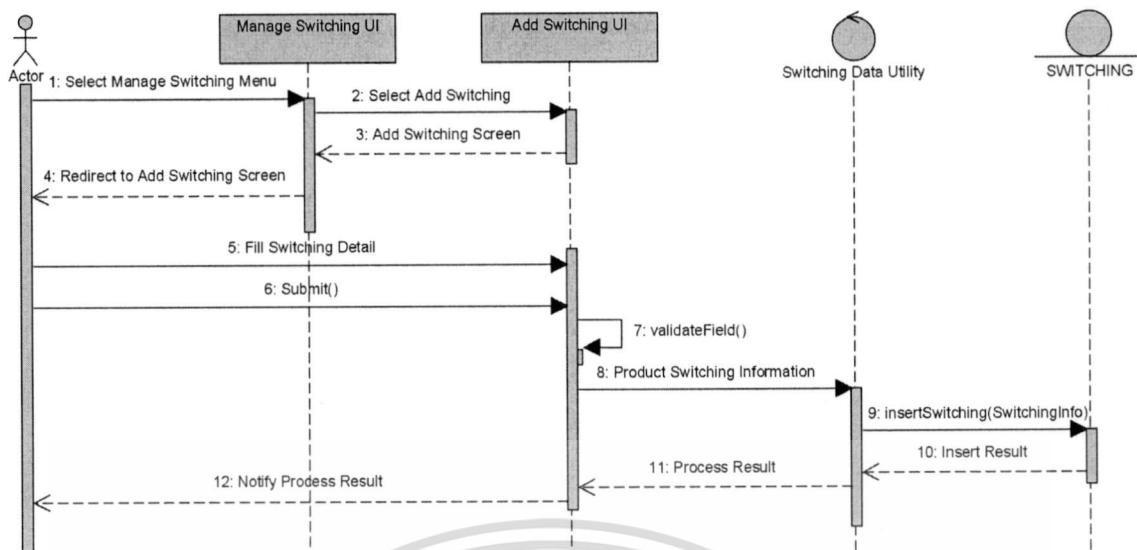 Manage Switching UI
Add Switching UI
Actor
Switching Data Utility
SWITCHING
1: Select Manage Switching Menu
2: Select Add Switching
3: Add Switching Screen
4: Redirect to Add Switching Screen
5: Fill Switching Detail
6: Submit()
7: validateField()
8: Product Switching Information
9: insertSwitching(SwitchingInfo)
10: Insert Result
11: Process Result
12: Notify Process Result